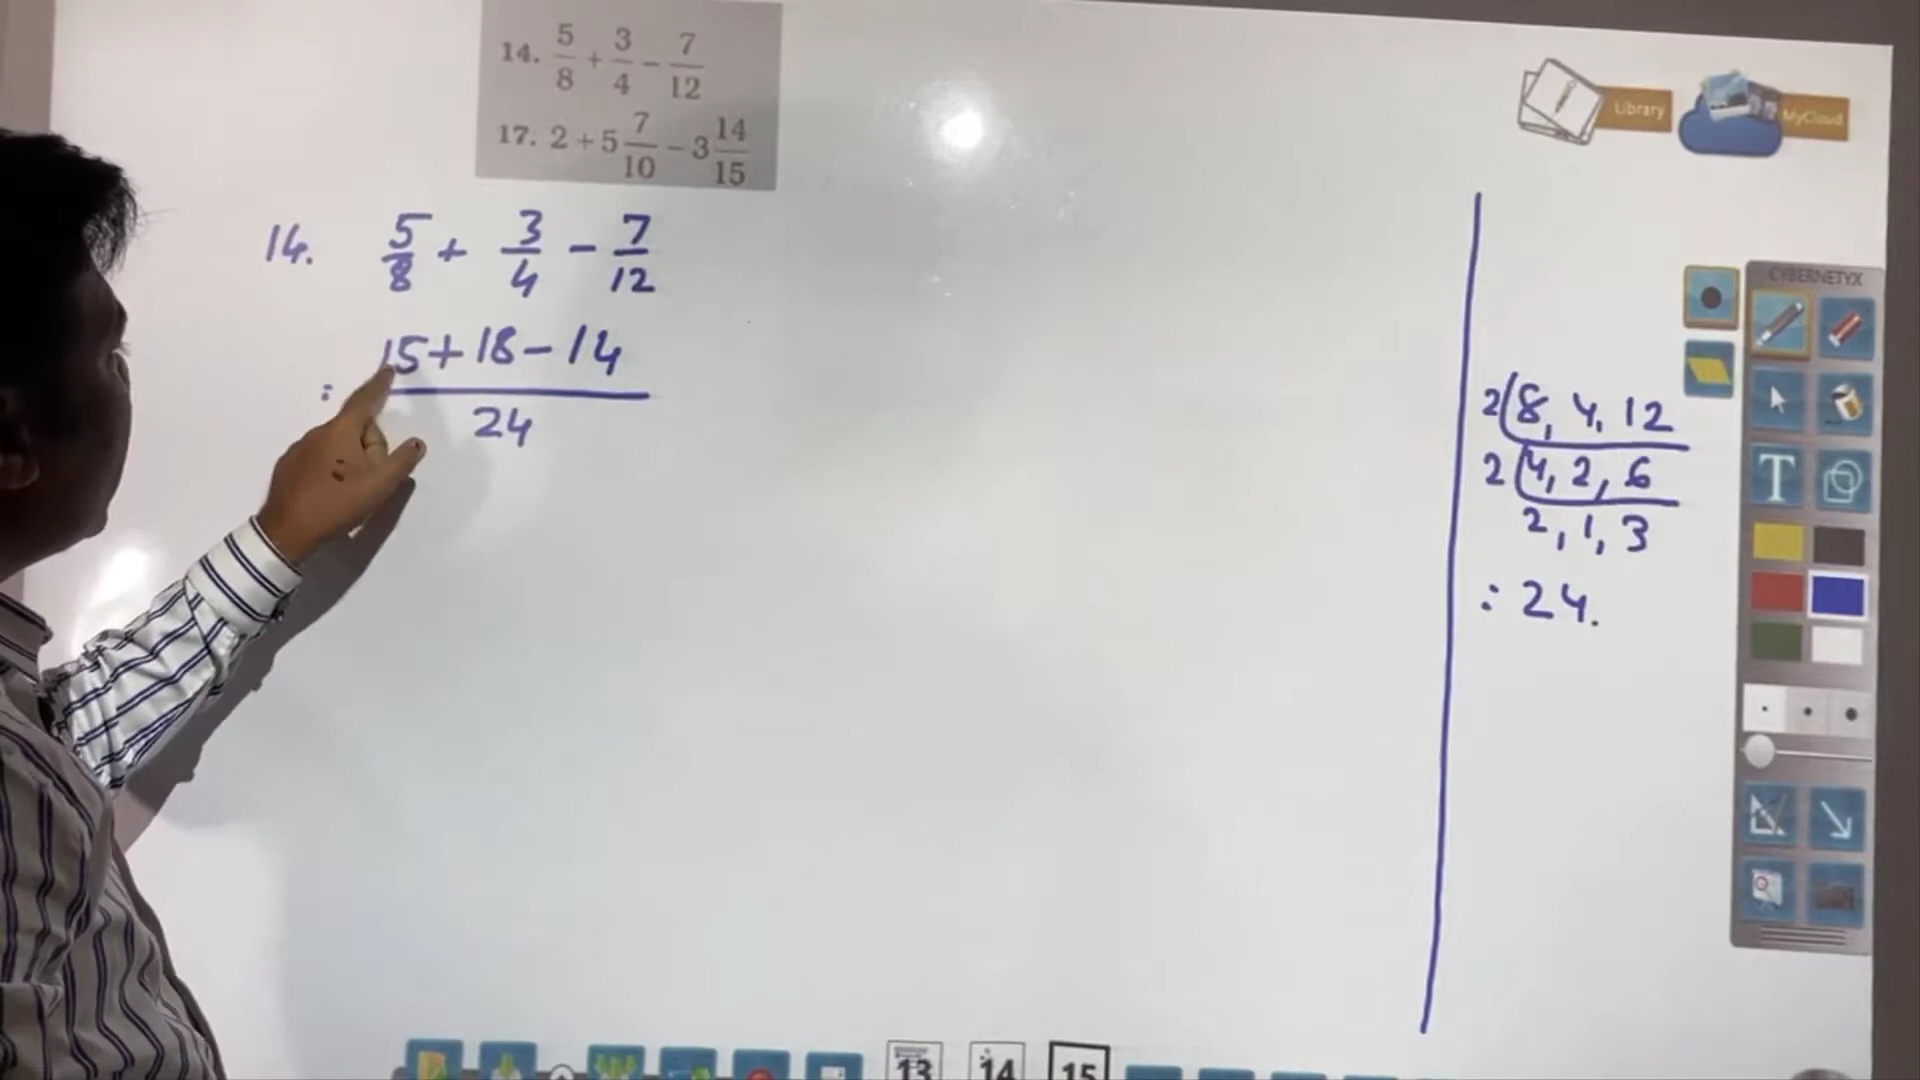 14. 5/8 + 3/4 − 7/12
17. 2 + 5 7/10 − 3 14/15
Library
MyCloud
14. 5/8 + 3/4 − 7/12
15 + 18 − 14
24
2 8, 4, 12
2 4, 2, 6
2, 1, 3
: 24.
CYBERNETYX
T
13 14 15